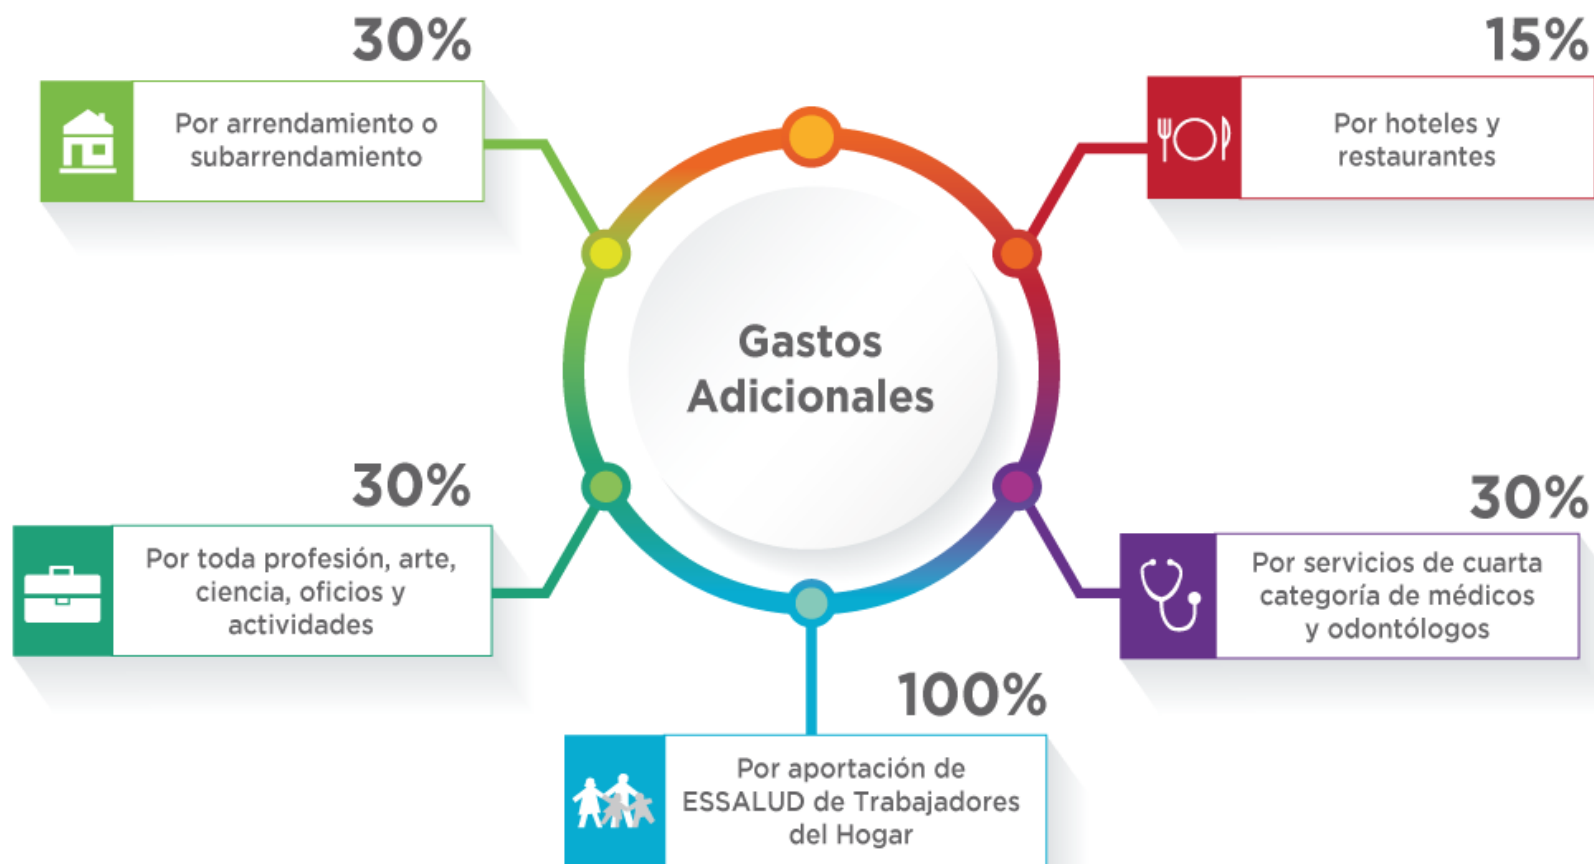 30%
Por arrendamiento o
subarrendamiento
15%
Por hoteles y
restaurantes
Gastos
Adicionales
30%
Por toda profesión, arte,
ciencia, oficios y
actividades
30%
Por servicios de cuarta
categoría de médicos
y odontólogos
100%
Por aportación de
ESSALUD de Trabajadores
del Hogar